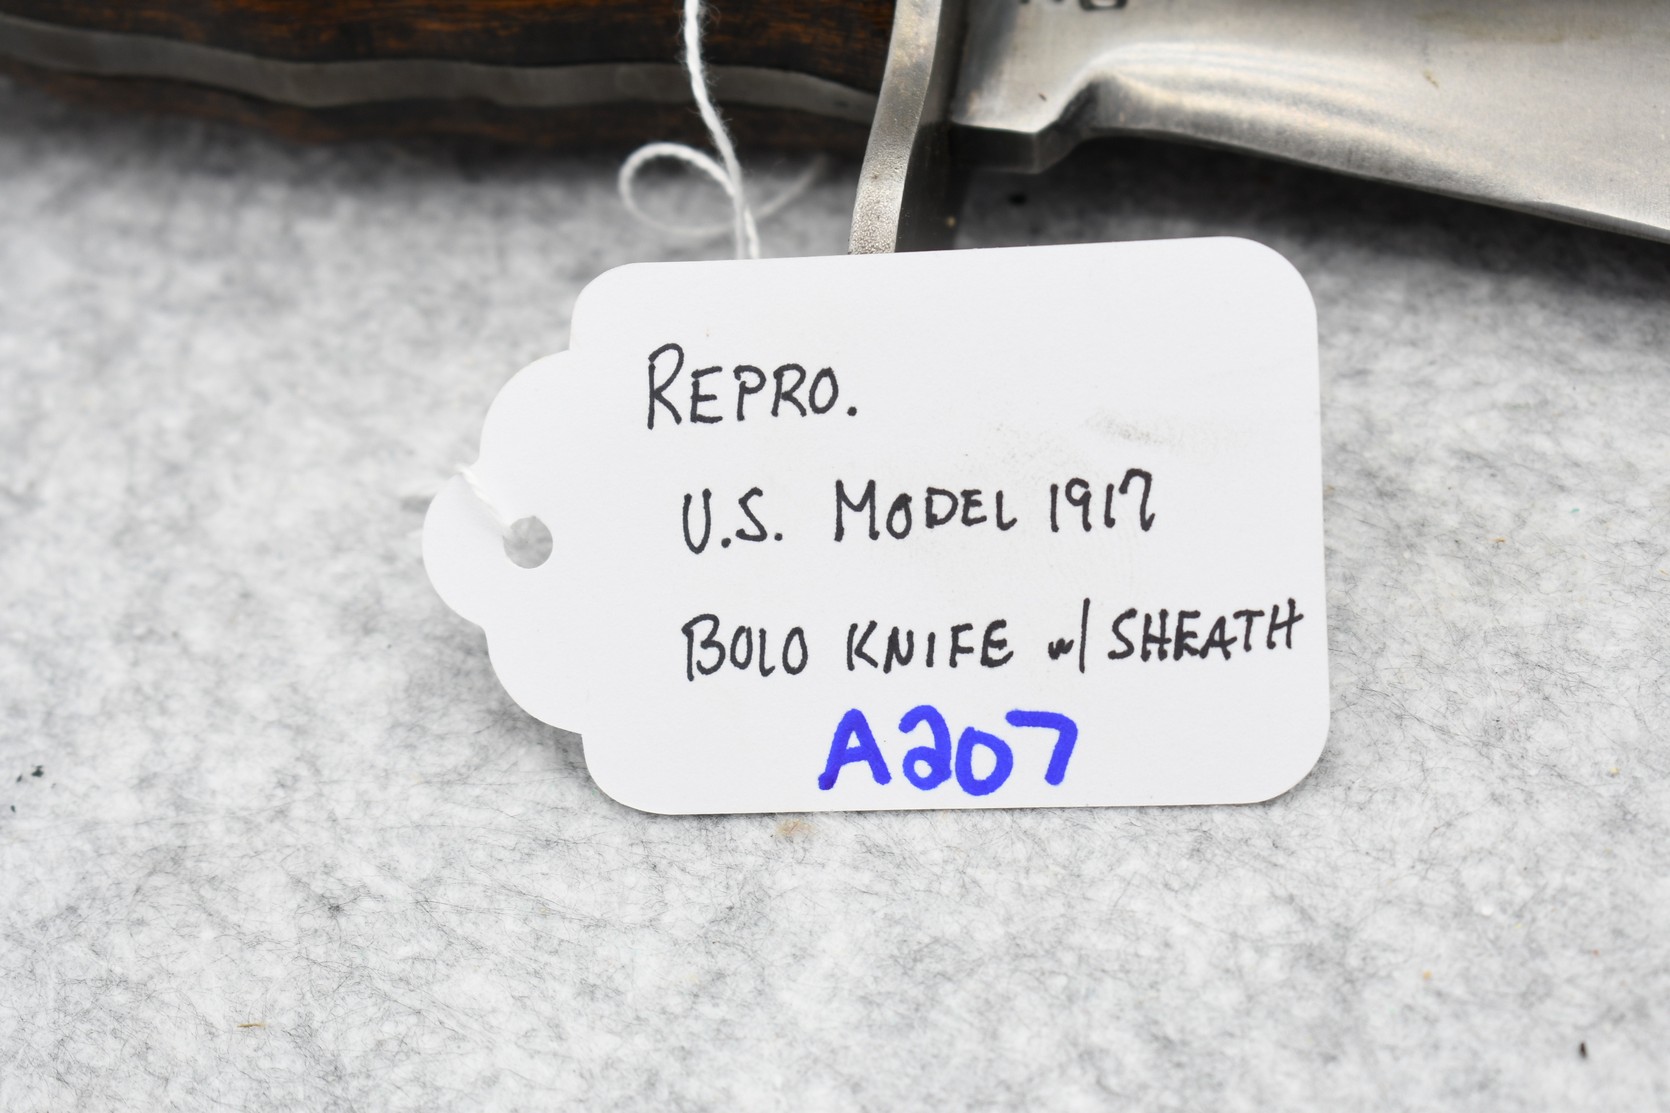 REPRO.
U.S. MODEL 1917
BOLO KNIFE w/ SHEATH
A207